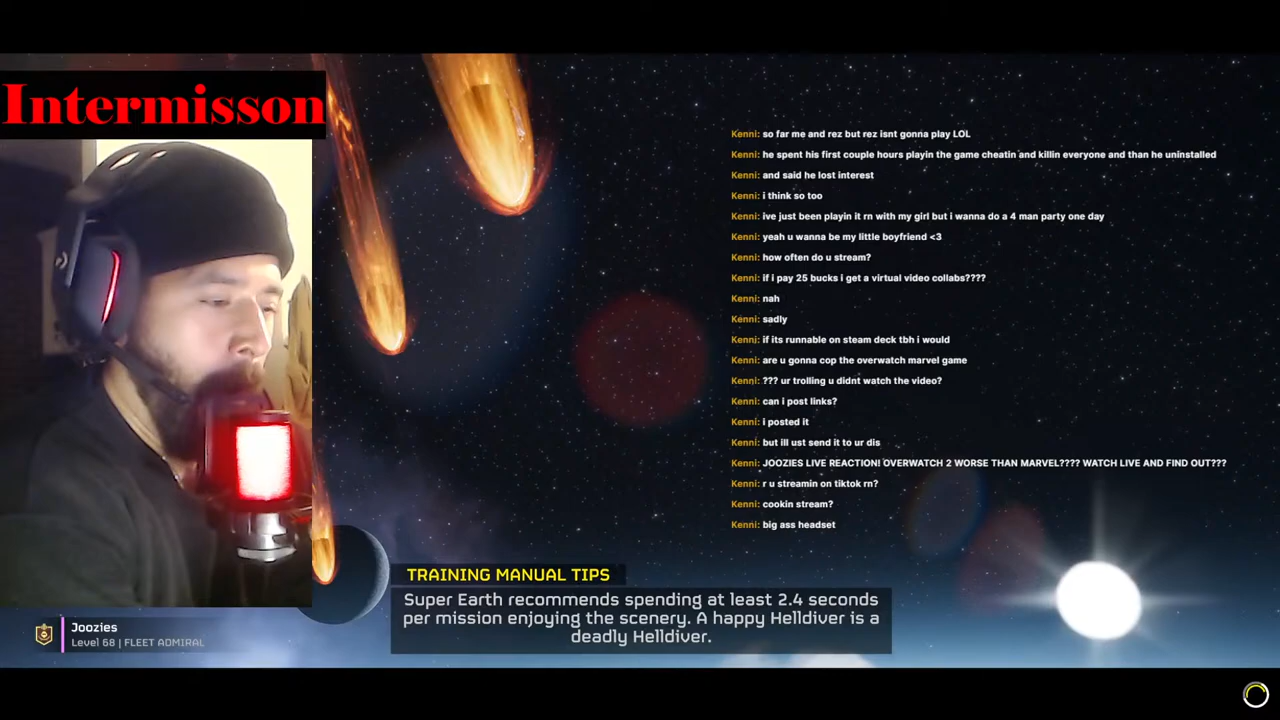 Intermisson
Kenni: so far me and rez but rez isnt gonna play LOL
Kenni: he spent his first couple hours playin the game cheatin and killin everyone and than he uninstalled
Kenni: and said he lost interest
Kenni: i think so too
Kenni: ive just been playin it rn with my girl but i wanna do a 4 man party one day
Kenni: yeah u wanna be my little boyfriend <3
Kenni: how often do u stream?
Kenni: if i pay 25 bucks i get a virtual video collabs????
Kenni: nah
Kenni: sadly
Kenni: if its runnable on steam deck tbh i would
Kenni: are u gonna cop the overwatch marvel game
Kenni: ??? ur trolling u didnt watch the video?
Kenni: can i post links?
Kenni: i posted it
Kenni: but ill ust send it to ur dis
Kenni: JOOZIES LIVE REACTION! OVERWATCH 2 WORSE THAN MARVEL???? WATCH LIVE AND FIND OUT???
Kenni: r u streamin on tiktok rn?
Kenni: cookin stream?
Kenni: big ass headset
TRAINING MANUAL TIPS
Super Earth recommends spending at least 2.4 seconds
per mission enjoying the scenery. A happy Helldiver is a
deadly Helldiver.
Joozies
Level 68 | FLEET ADMIRAL